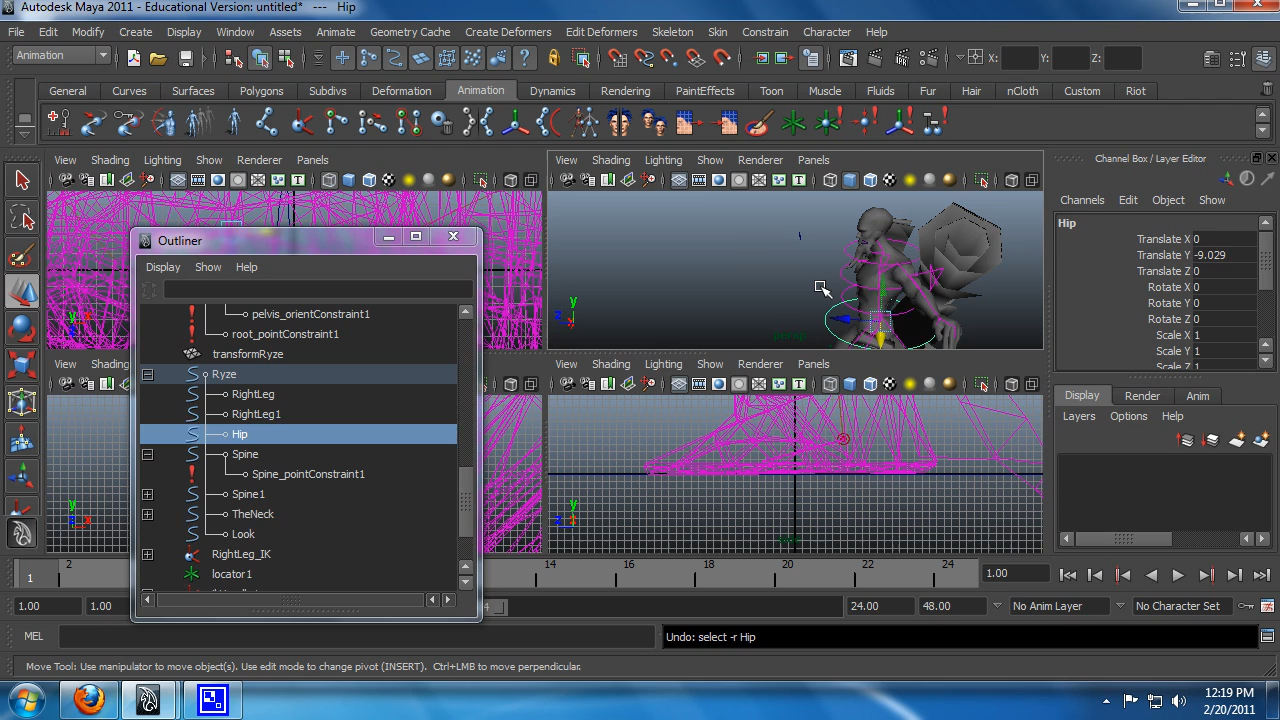 Autodesk Maya 2011 - Educational Version: untitled* --- Hip
File Edit Modify Create Display Window Assets Animate Geometry Cache Create Deformers Edit Deformers Skeleton Skin Constrain Character Help
Animation X: Y: Z:
General Curves Surfaces Polygons Subdivs Deformation Animation Dynamics Rendering PaintEffects Toon Muscle Fluids Fur Hair nCloth Custom Riot
View Shading Lighting Show Renderer Panels
View Shading Lighting Show Renderer Panels
Channel Box / Layer Editor
Channels Edit Object Show
Hip
Translate X 0
Translate Y -9.029
Translate Z 0
Rotate X 0
Rotate Y 0
Rotate Z 0
Scale X 1
Scale Y 1
Scale Z 1
persp
Outliner
Display Show Help
pelvis_orientConstraint1
root_pointConstraint1
transformRyze
Ryze
RightLeg
RightLeg1
Hip
Spine
Spine_pointConstraint1
Spine1
TheNeck
Look
RightLeg_IK
locator1
View Shading Lighting Show Renderer Panels
Display Render Anim
Layers Options Help
1 2 14 16 18 20 22 24 1.00
1.00 1.00 24.00 48.00 No Anim Layer No Character Set
MEL Undo: select -r Hip
Move Tool: Use manipulator to move object(s). Use edit mode to change pivot (INSERT). Ctrl+LMB to move perpendicular.
12:19 PM
2/20/2011